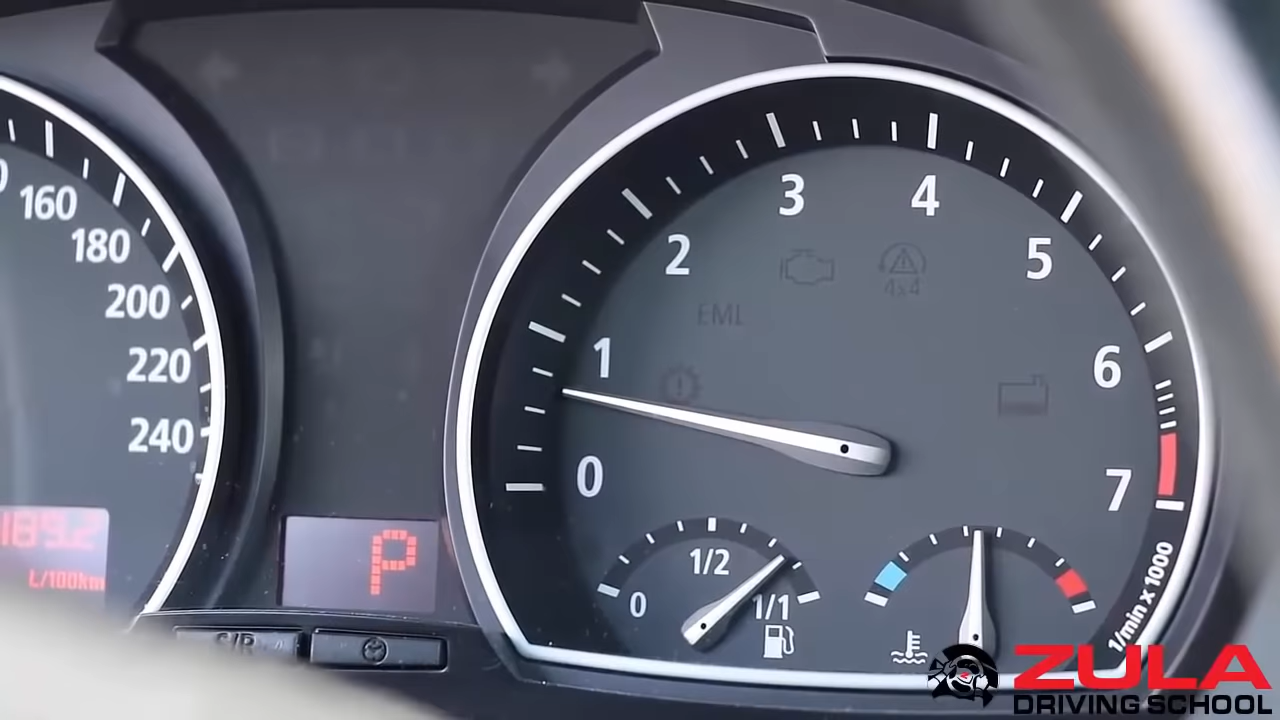 160
180
200
220
240
L/100km
P
S/R
0
1
2
3
4
5
6
7
EML
4x4
0
1/2
1/1
1/min x 1000
ZULA
DRIVING SCHOOL